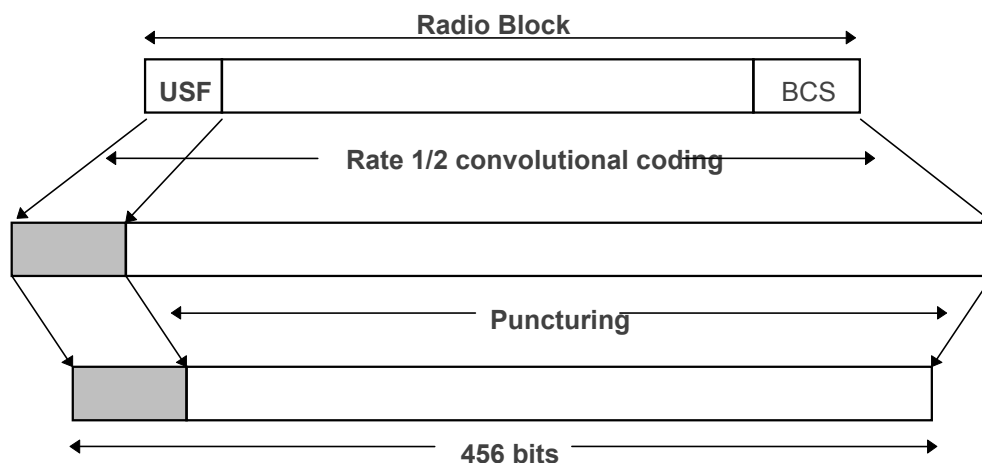 Radio Block
USF
BCS
Rate 1/2 convolutional coding
Puncturing
456 bits